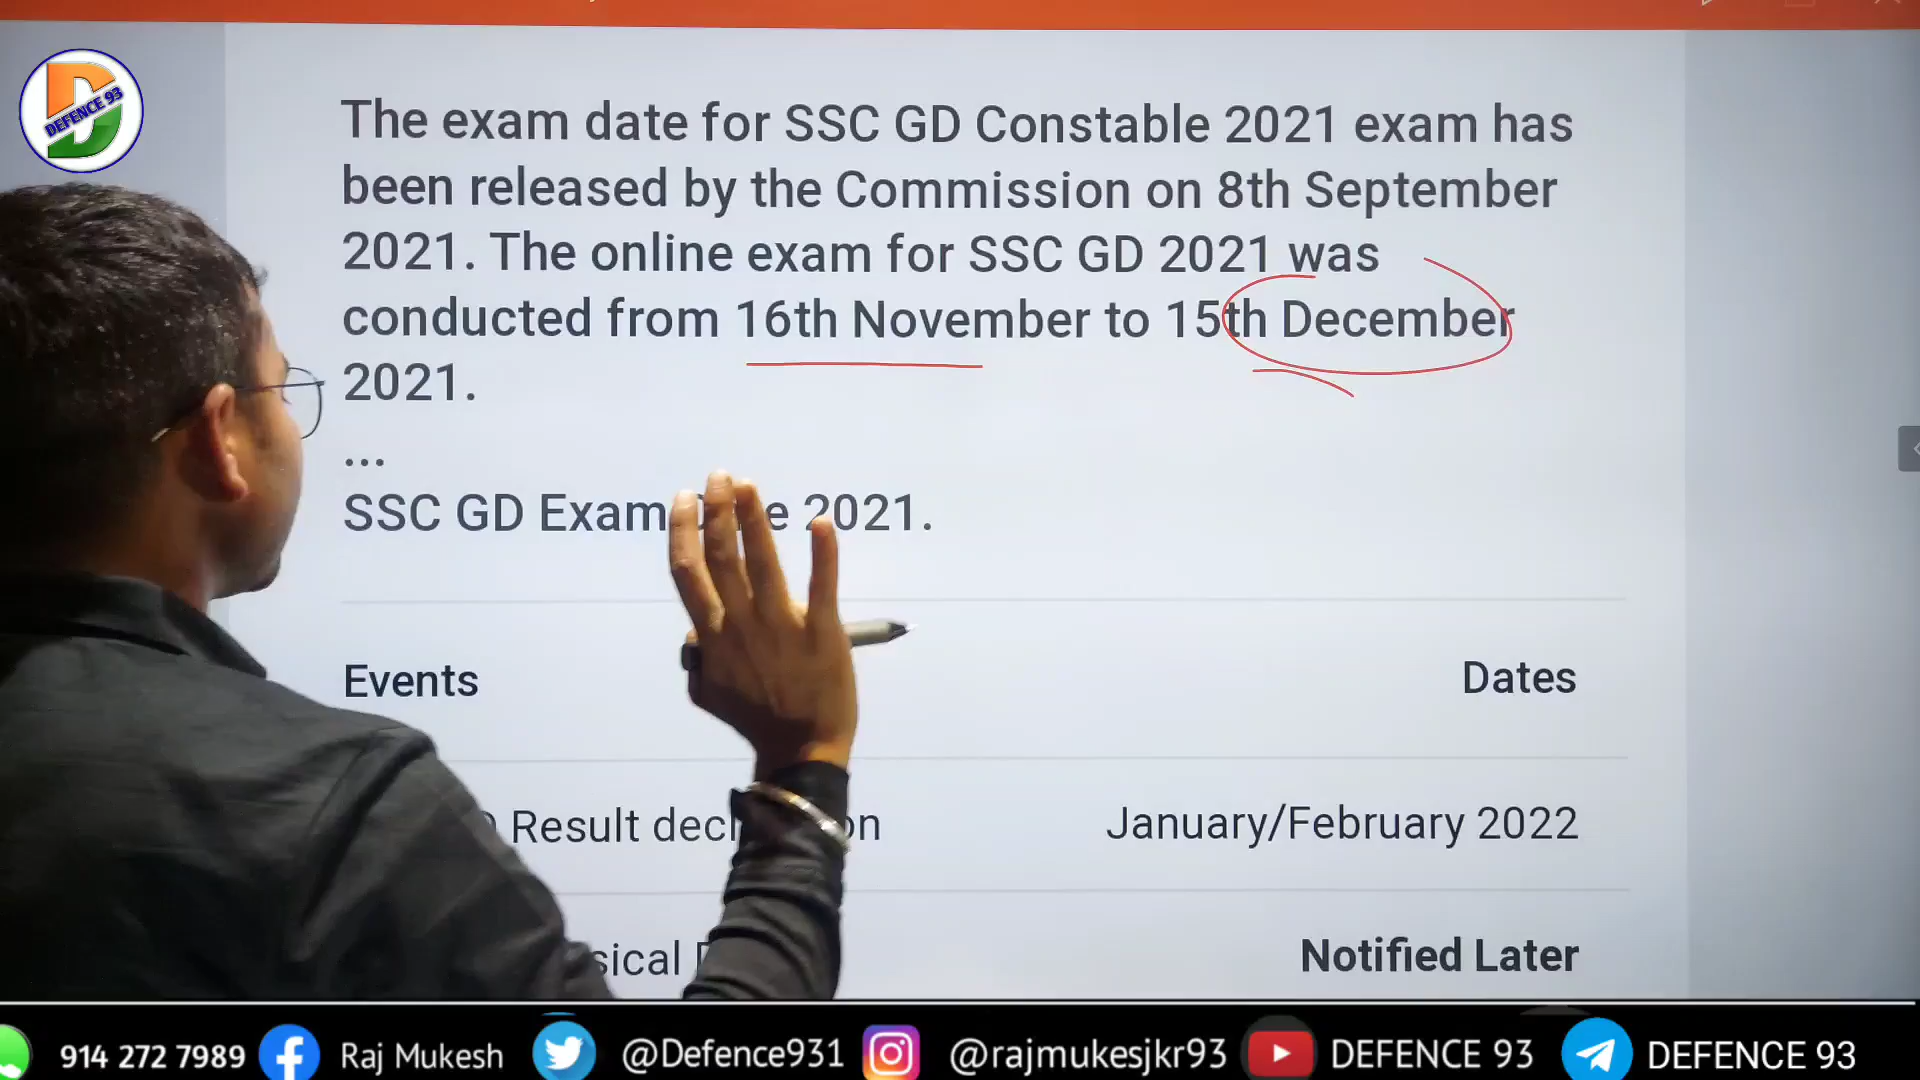 DEFENCE 93
The exam date for SSC GD Constable 2021 exam has
been released by the Commission on 8th September
2021. The online exam for SSC GD 2021 was
conducted from 16th November to 15th December
2021.
...
SSC GD Exam 2021.
Events Dates
Result January/February 2022
Notified Later
914 272 7989 Raj Mukesh @Defence931 @rajmukesjkr93 DEFENCE 93 DEFENCE 93